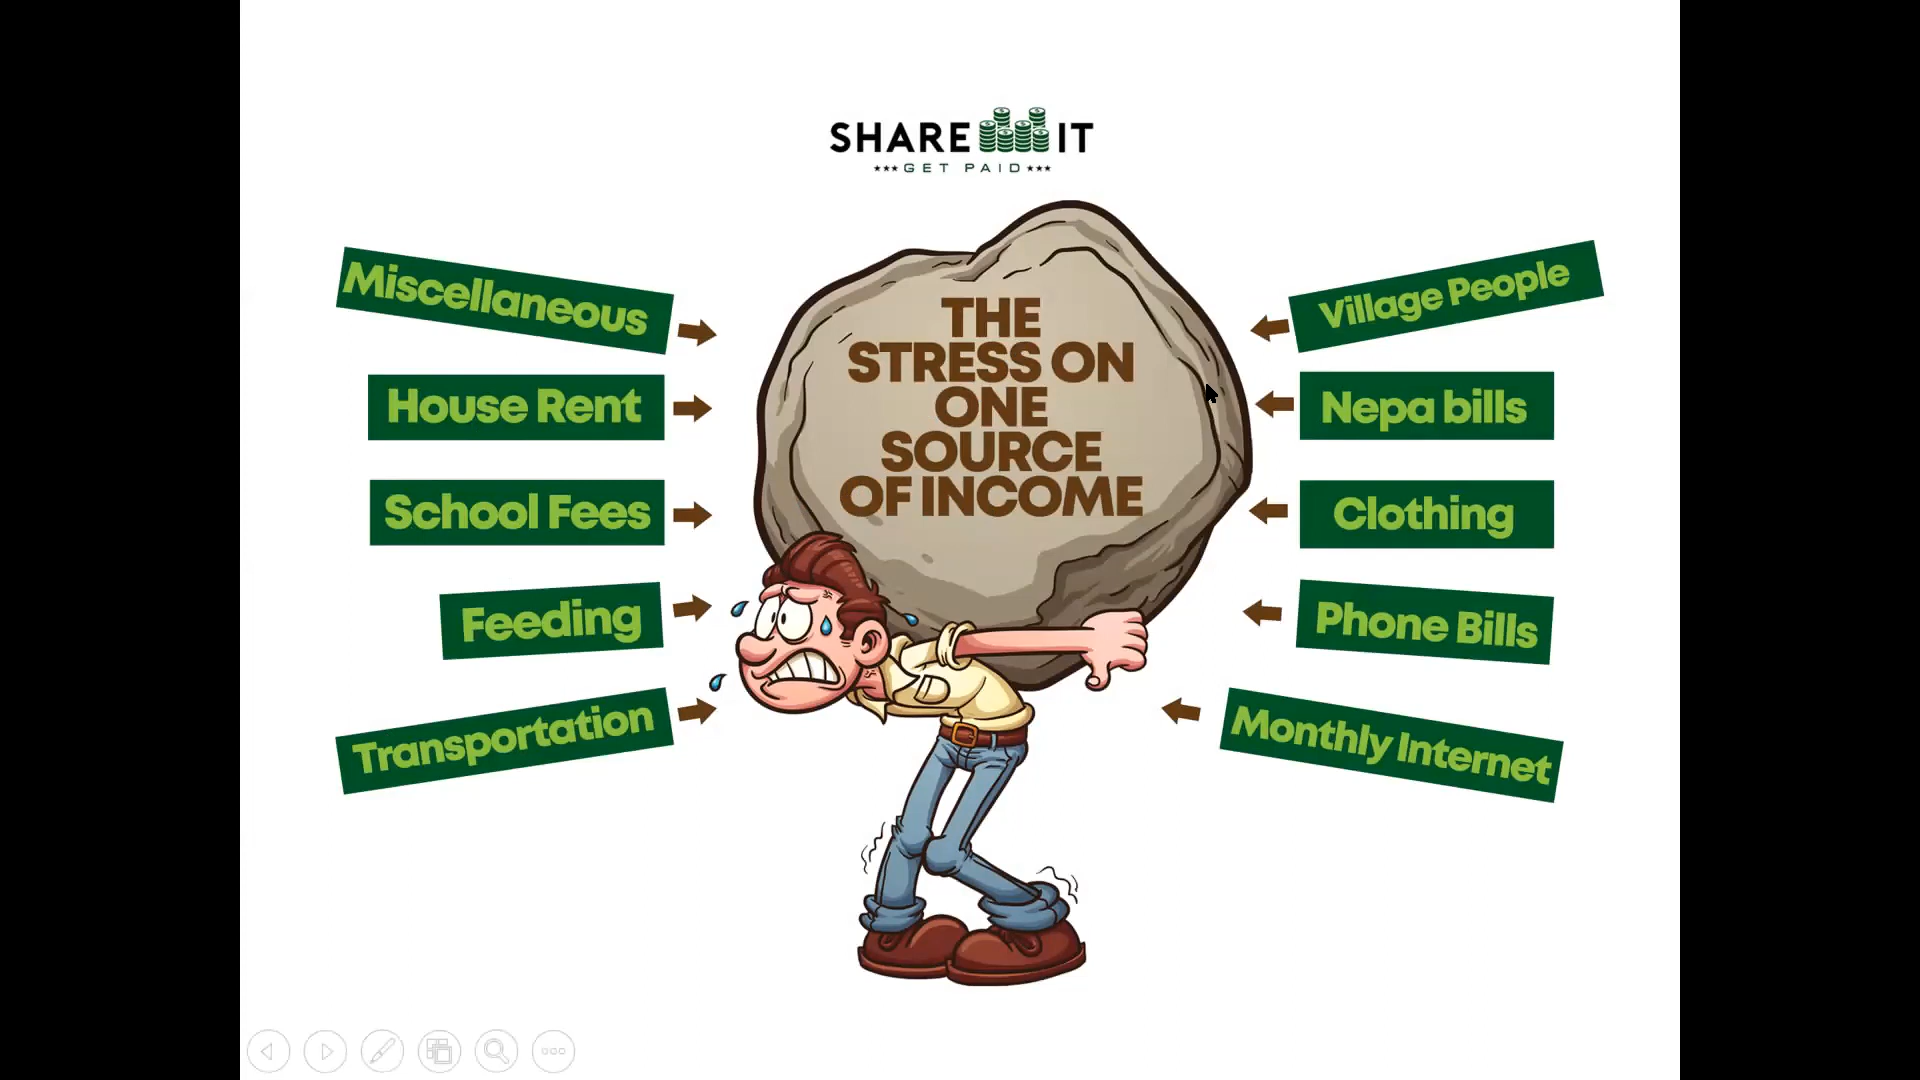 SHARE IT
***GET PAID***
THE
STRESS ON
ONE
SOURCE
OF INCOME
Miscellaneous
House Rent
School Fees
Feeding
Transportation
Village People
Nepa bills
Clothing
Phone Bills
Monthly Internet